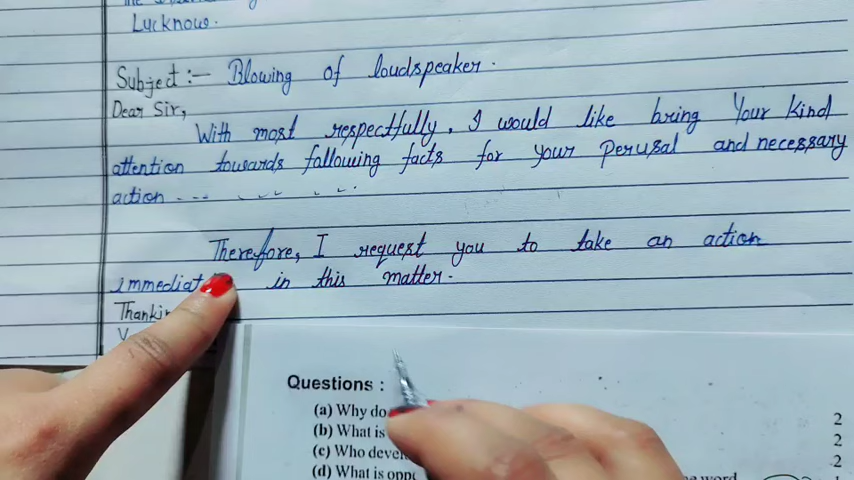 Lucknow.
Subject :- Blowing of loudspeaker.
Dear Sir,
With most respectfully, I would like bring Your kind
attention towards following facts for your perusal and necessary
action ---
Therefore, I request you to take an action
in this matter.
Questions :
(a) Why
(b) What is
(c) Who
(d) What is
word
2
2
2